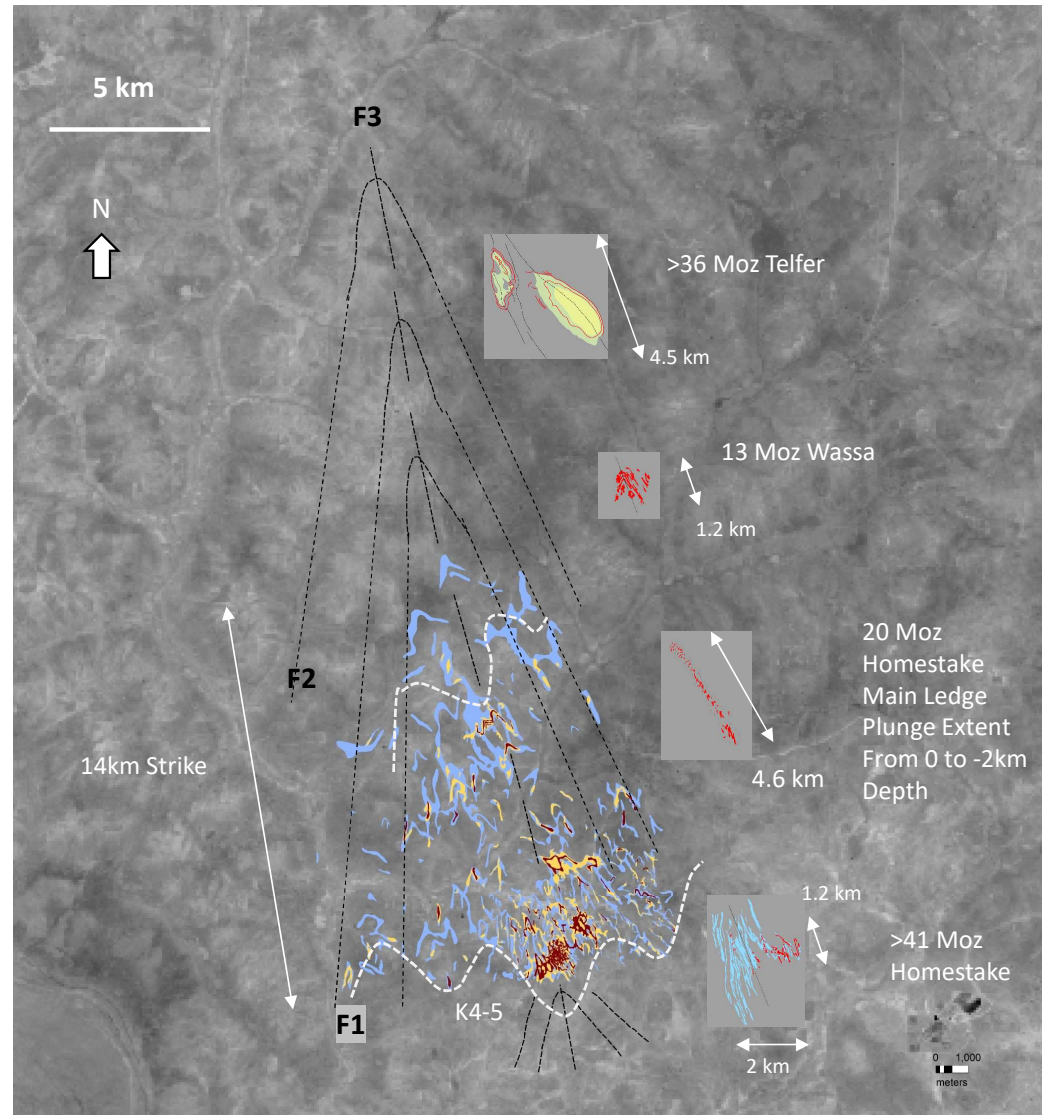 5 km
F3
N
>36 Moz Telfer
4.5 km
13 Moz Wassa
1.2 km
F2
14km Strike
20 Moz
Homestake
Main Ledge
Plunge Extent
From 0 to -2km
Depth
4.6 km
1.2 km
>41 Moz
Homestake
K4-5
F1
2 km
0 1,000
meters